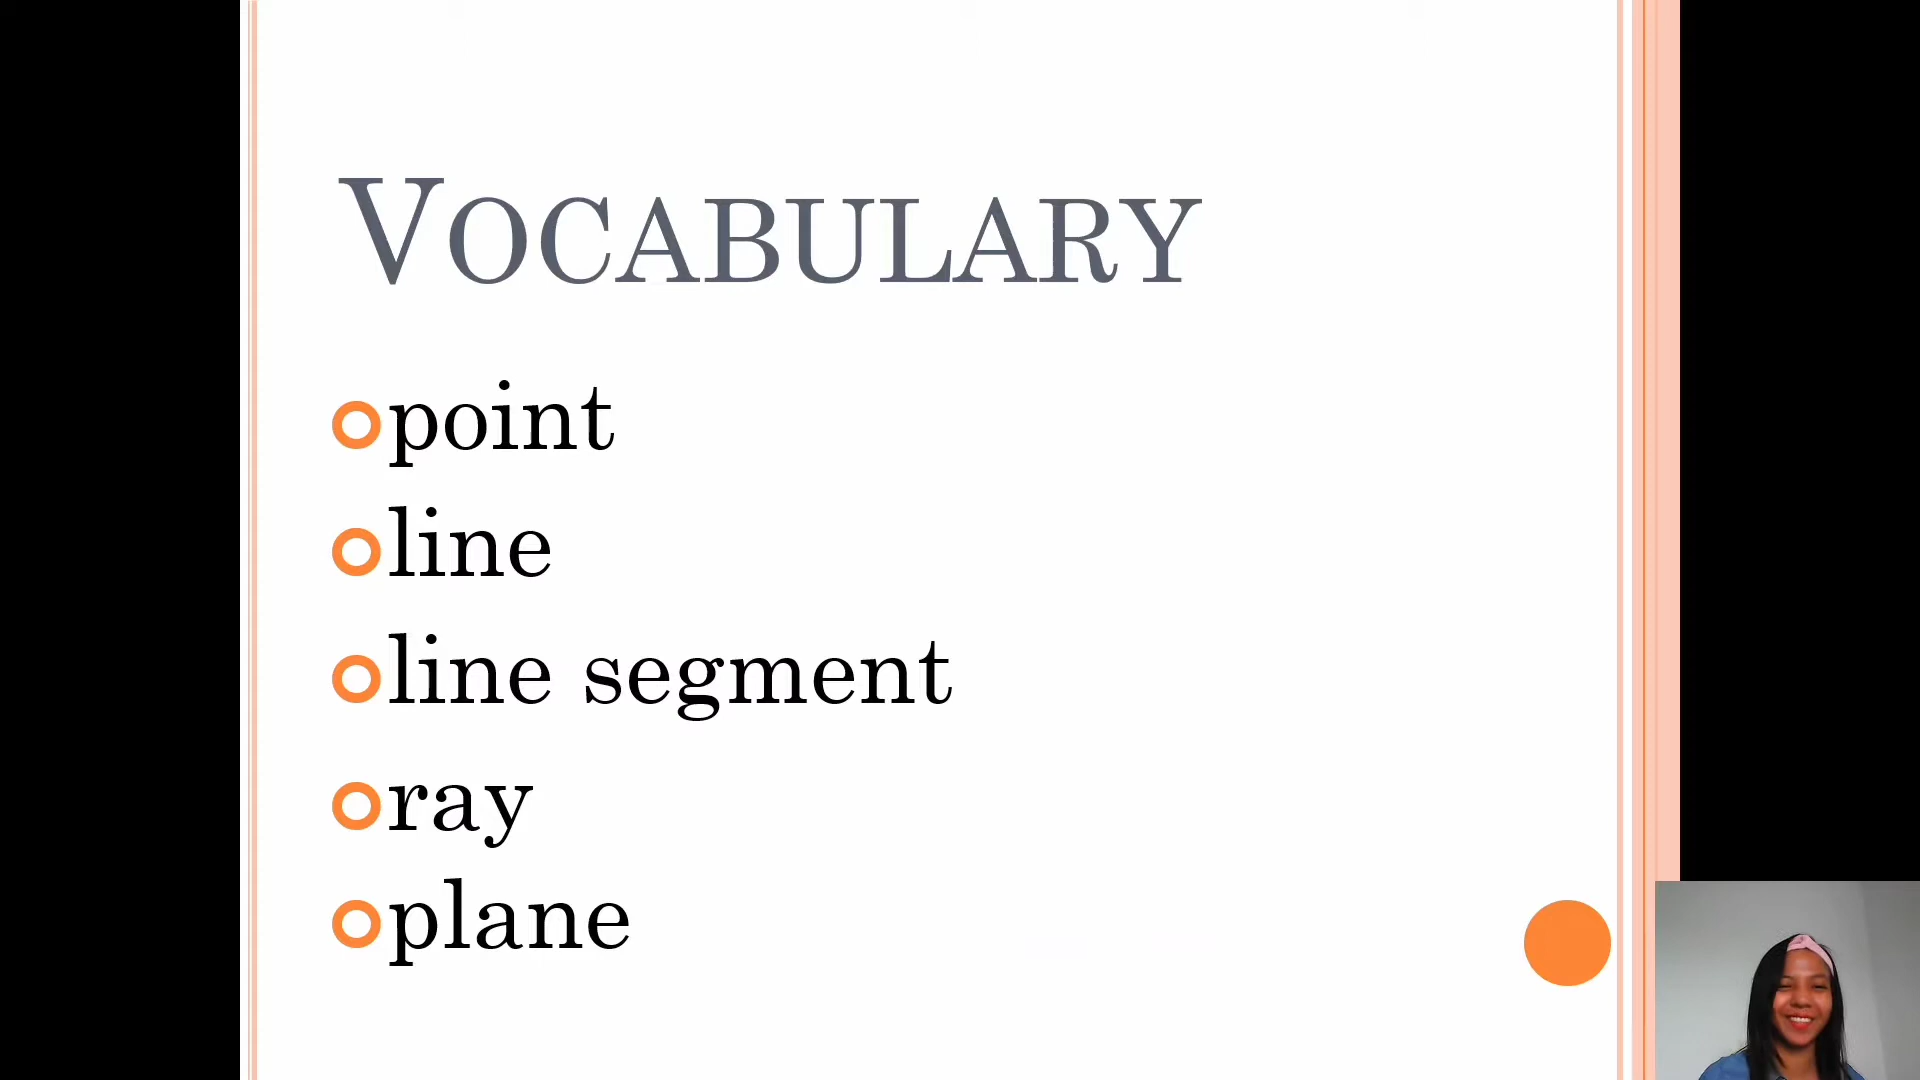 VOCABULARY
point
line
line segment
ray
plane